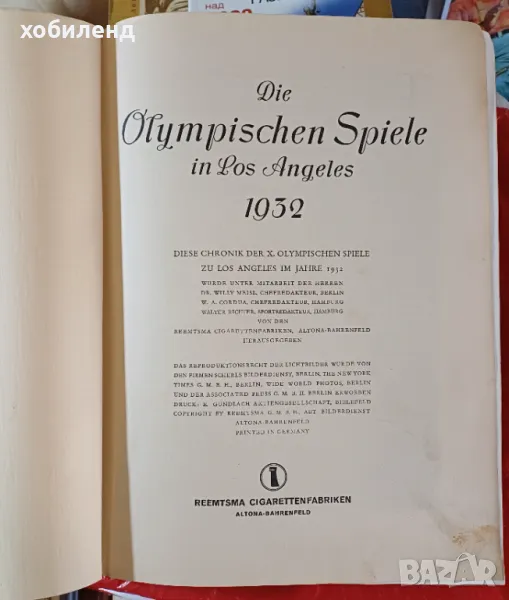 хобиленд
над
Die
Olympischen Spiele
in Los Angeles
1932
DIESE CHRONIK DER X. OLYMPISCHEN SPIELE
ZU LOS ANGELES IM JAHRE 1932
WURDE UNTER MITARBEIT DER HERREN
DR. WILLY MEISL, CHEFREDAKTEUR, BERLIN
W. A. CORDUA, CHEFREDAKTEUR, HAMBURG
WALTER RICHTER, SPORTREDAKTEUR, HAMBURG
VON DEN
REEMTSMA CIGARETTENFABRIKEN, ALTONA-BAHRENFELD
HERAUSGEGEBEN
DAS REPRODUKTIONSRECHT DER LICHTBILDER WURDE VON
DEN FIRMEN SCHERLS BILDERDIENST, BERLIN, THE NEW YORK
TIMES G. M. B. H., BERLIN, WIDE WORLD PHOTOS, BERLIN
UND DER ASSOCIATED PRESS G. M. B. H. BERLIN ERWORBEN
DRUCK: E. GUNDLACH AKTIENGESELLSCHAFT, BIELEFELD
COPYRIGHT BY REEMTSMA G. M. B. H., ABT. BILDERDIENST
ALTONA-BAHRENFELD
PRINTED IN GERMANY
REEMTSMA CIGARETTENFABRIKEN
ALTONA-BAHRENFELD
BAZAR